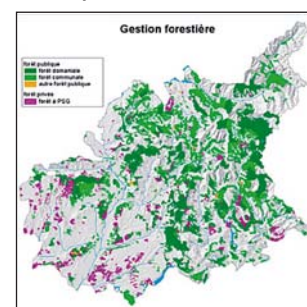 Gestion forestière
forêt publique
forêt domaniale
forêt communale
autre forêt publique
forêt privée
forêt à PSG